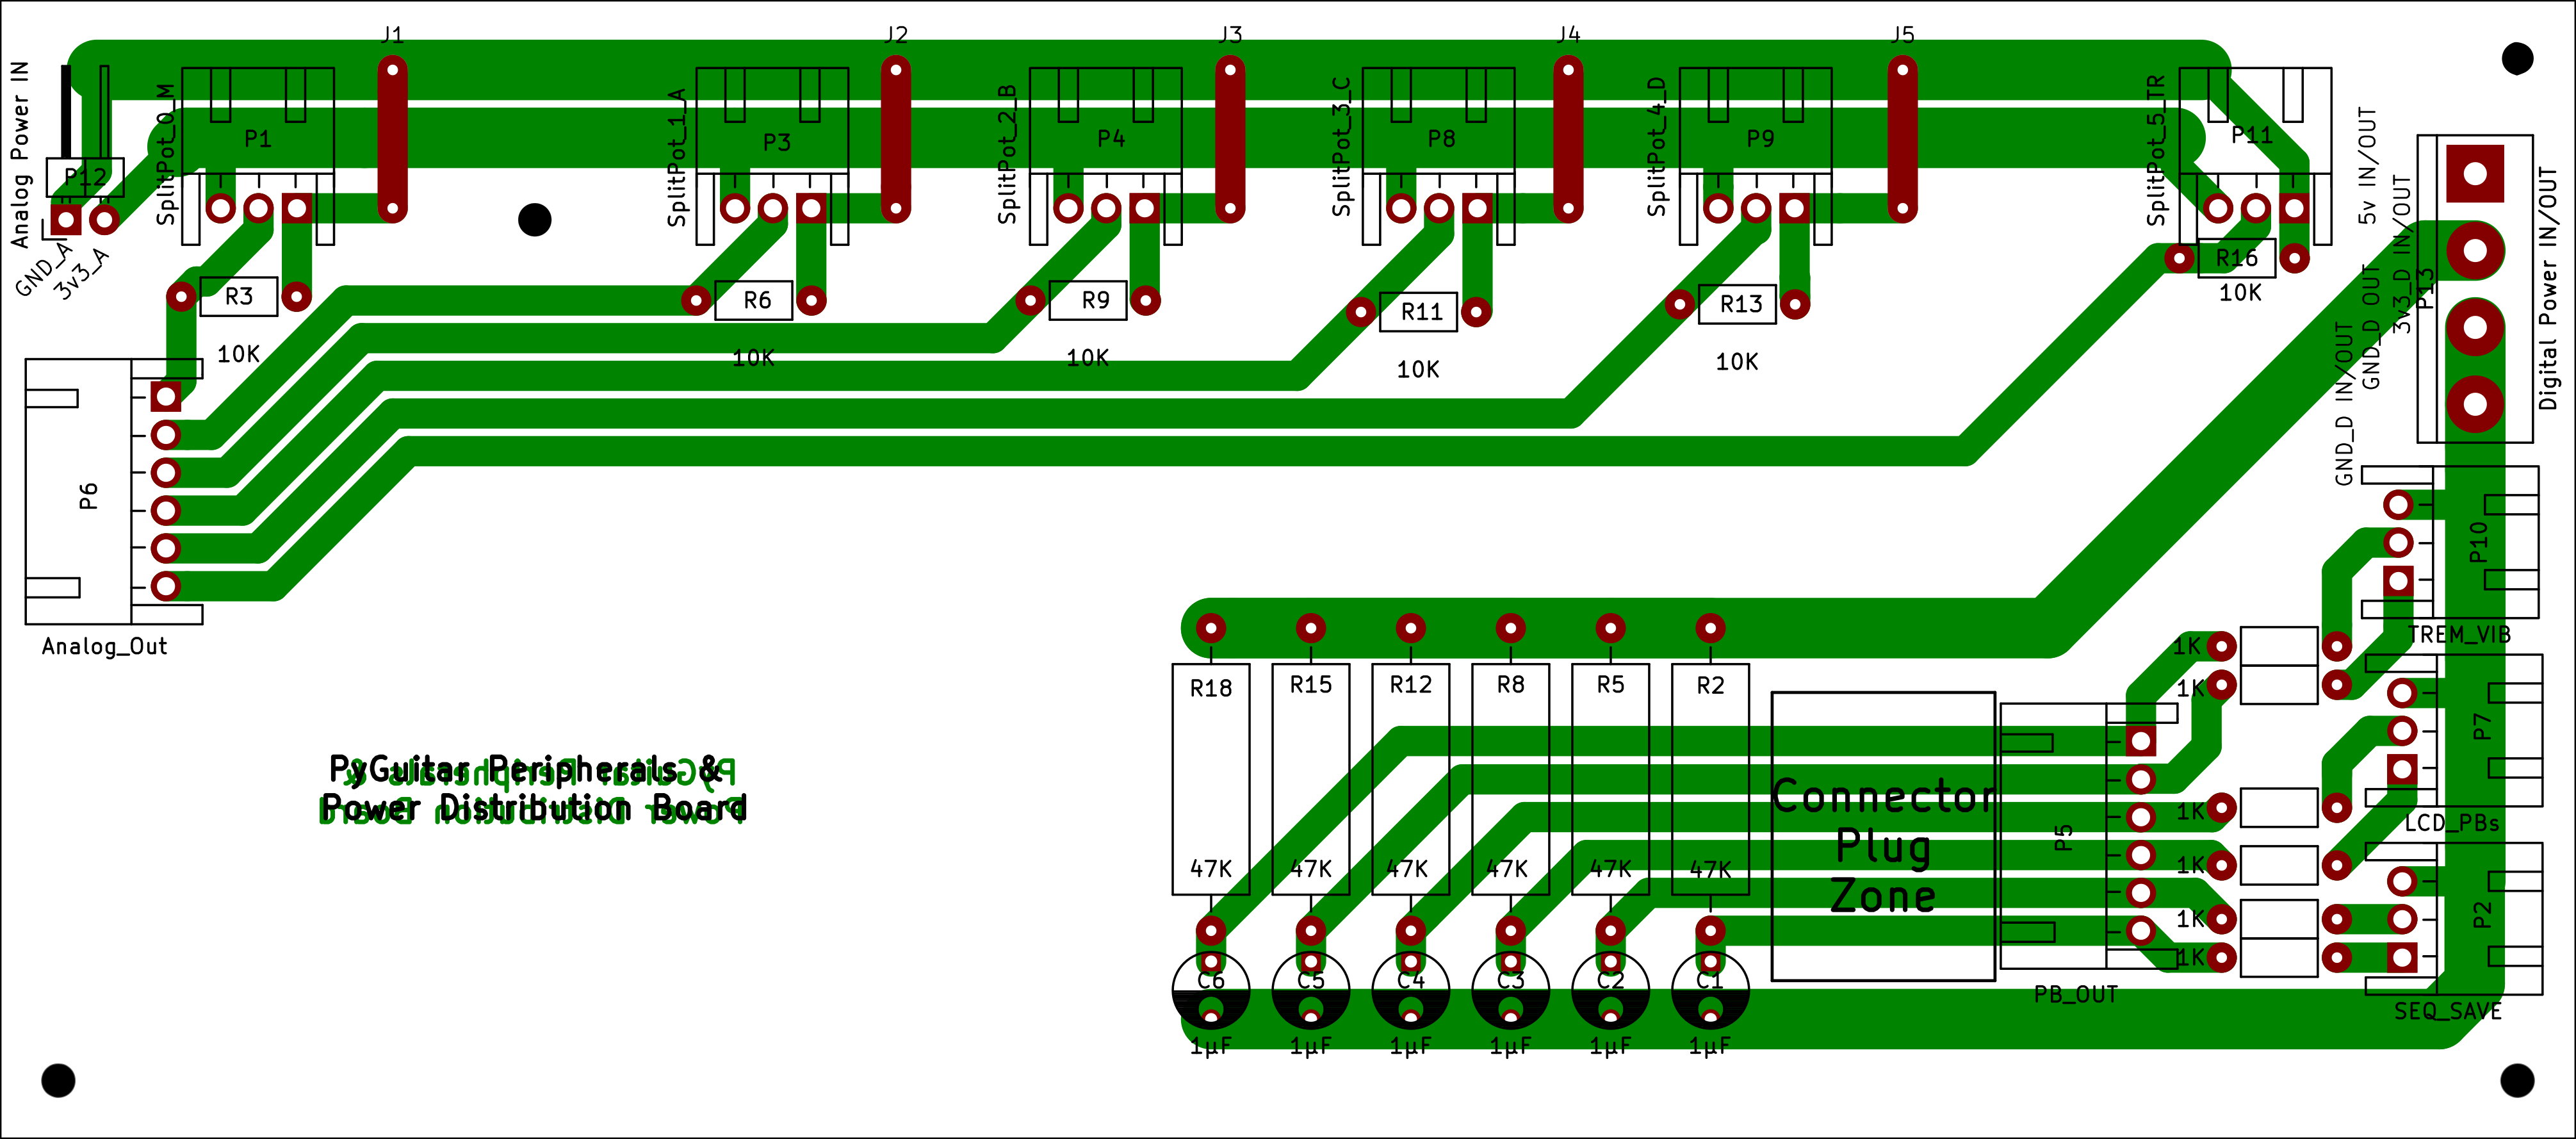 J1
J2
J3
J4
J5
Analog Power IN
SplitPot_0_M
SplitPot_1_A
SplitPot_2_B
SplitPot_3_C
SplitPot_4_D
SplitPot_5_TR
P12
P1
P3
P4
P8
P9
P11
GND_A
3v3_A
5v IN/OUT
3v3_D IN/OUT
GND_D OUT
GND_D IN/OUT
P13
Digital Power IN/OUT
R3
R6
R9
R11
R13
R16
10K
10K
10K
10K
10K
10K
P6
Analog_Out
P10
TREM_VIB
1K
1K
R18
R15
R12
R8
R5
R2
P7
LCD_PBs
PyGuitar Peripherals &
Power Distribution Board
PyGuitar Peripherals &
Power Distribution Board
Connector
Plug
Zone
P5
1K
1K
47K
47K
47K
47K
47K
47K
P2
1K
1K
C6
C5
C4
C3
C2
C1
PB_OUT
SEQ_SAVE
1µF
1µF
1µF
1µF
1µF
1µF